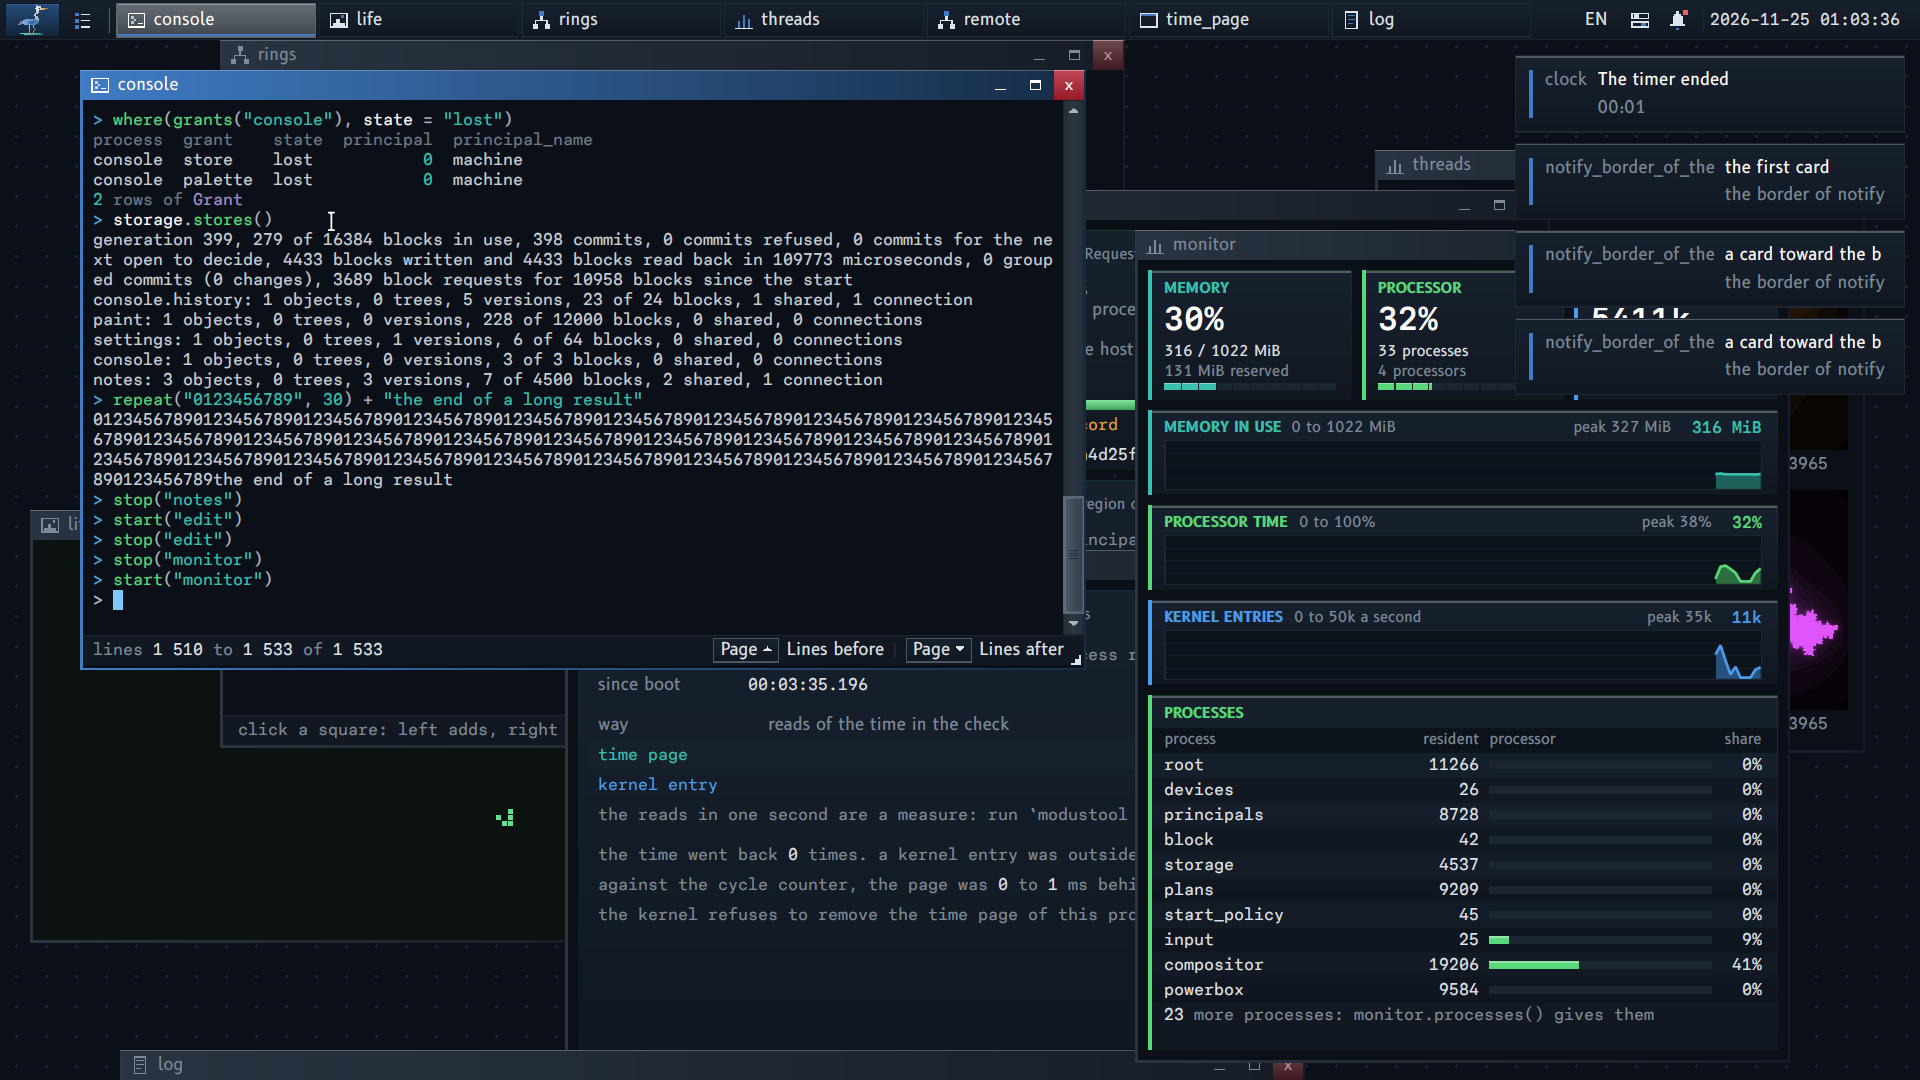 console
life
rings
threads
remote
time_page
log
EN
2026-11-25 01:03:36
rings
console
> where(grants("console"), state = "lost")
process grant state principal principal_name
console store lost 0 machine
console palette lost 0 machine
2 rows of Grant
> storage.stores()
generation 399, 279 of 16384 blocks in use, 398 commits, 0 commits refused, 0 commits for the ne
xt open to decide, 4433 blocks written and 4433 blocks read back in 109773 microseconds, 0 group
ed commits (0 changes), 3689 block requests for 10958 blocks since the start
console.history: 1 objects, 0 trees, 5 versions, 23 of 24 blocks, 1 shared, 1 connection
paint: 1 objects, 0 trees, 0 versions, 228 of 12000 blocks, 0 shared, 0 connections
settings: 1 objects, 0 trees, 1 versions, 6 of 64 blocks, 0 shared, 0 connections
console: 1 objects, 0 trees, 0 versions, 3 of 3 blocks, 0 shared, 0 connections
notes: 3 objects, 0 trees, 3 versions, 7 of 4500 blocks, 2 shared, 1 connection
> repeat("0123456789", 30) + "the end of a long result"
012345678901234567890123456789012345678901234567890123456789012345678901234567890123456789012345
678901234567890123456789012345678901234567890123456789012345678901234567890123456789012345678901
234567890123456789012345678901234567890123456789012345678901234567890123456789012345678901234567
890123456789the end of a long result
> stop("notes")
> start("edit")
> stop("edit")
> stop("monitor")
> start("monitor")
>
lines 1 510 to 1 533 of 1 533
Page Lines before
Page Lines after
clock The timer ended
00:01
notify_border_of_the the first card
the border of notify
notify_border_of_the a card toward the b
the border of notify
notify_border_of_the a card toward the b
the border of notify
threads
monitor
MEMORY
30%
316 / 1022 MiB
131 MiB reserved
PROCESSOR
32%
33 processes
4 processors
MEMORY IN USE 0 to 1022 MiB peak 327 MiB 316 MiB
PROCESSOR TIME 0 to 100% peak 38% 32%
KERNEL ENTRIES 0 to 50k a second peak 35k 11k
PROCESSES
process resident processor share
root 11266 0%
devices 26 0%
principals 8728 0%
block 42 0%
storage 4537 0%
plans 9209 0%
start_policy 45 0%
input 25 9%
compositor 19206 41%
powerbox 9584 0%
23 more processes: monitor.processes() gives them
Reques
proce
e host
ord
4d25f
egion
ncipa
ess r
3965
3965
li
click a square: left adds, right
since boot 00:03:35.196
way reads of the time in the check
time page
kernel entry
the reads in one second are a measure: run `modustool
the time went back 0 times. a kernel entry was outside
against the cycle counter, the page was 0 to 1 ms behi
the kernel refuses to remove the time page of this pro
log